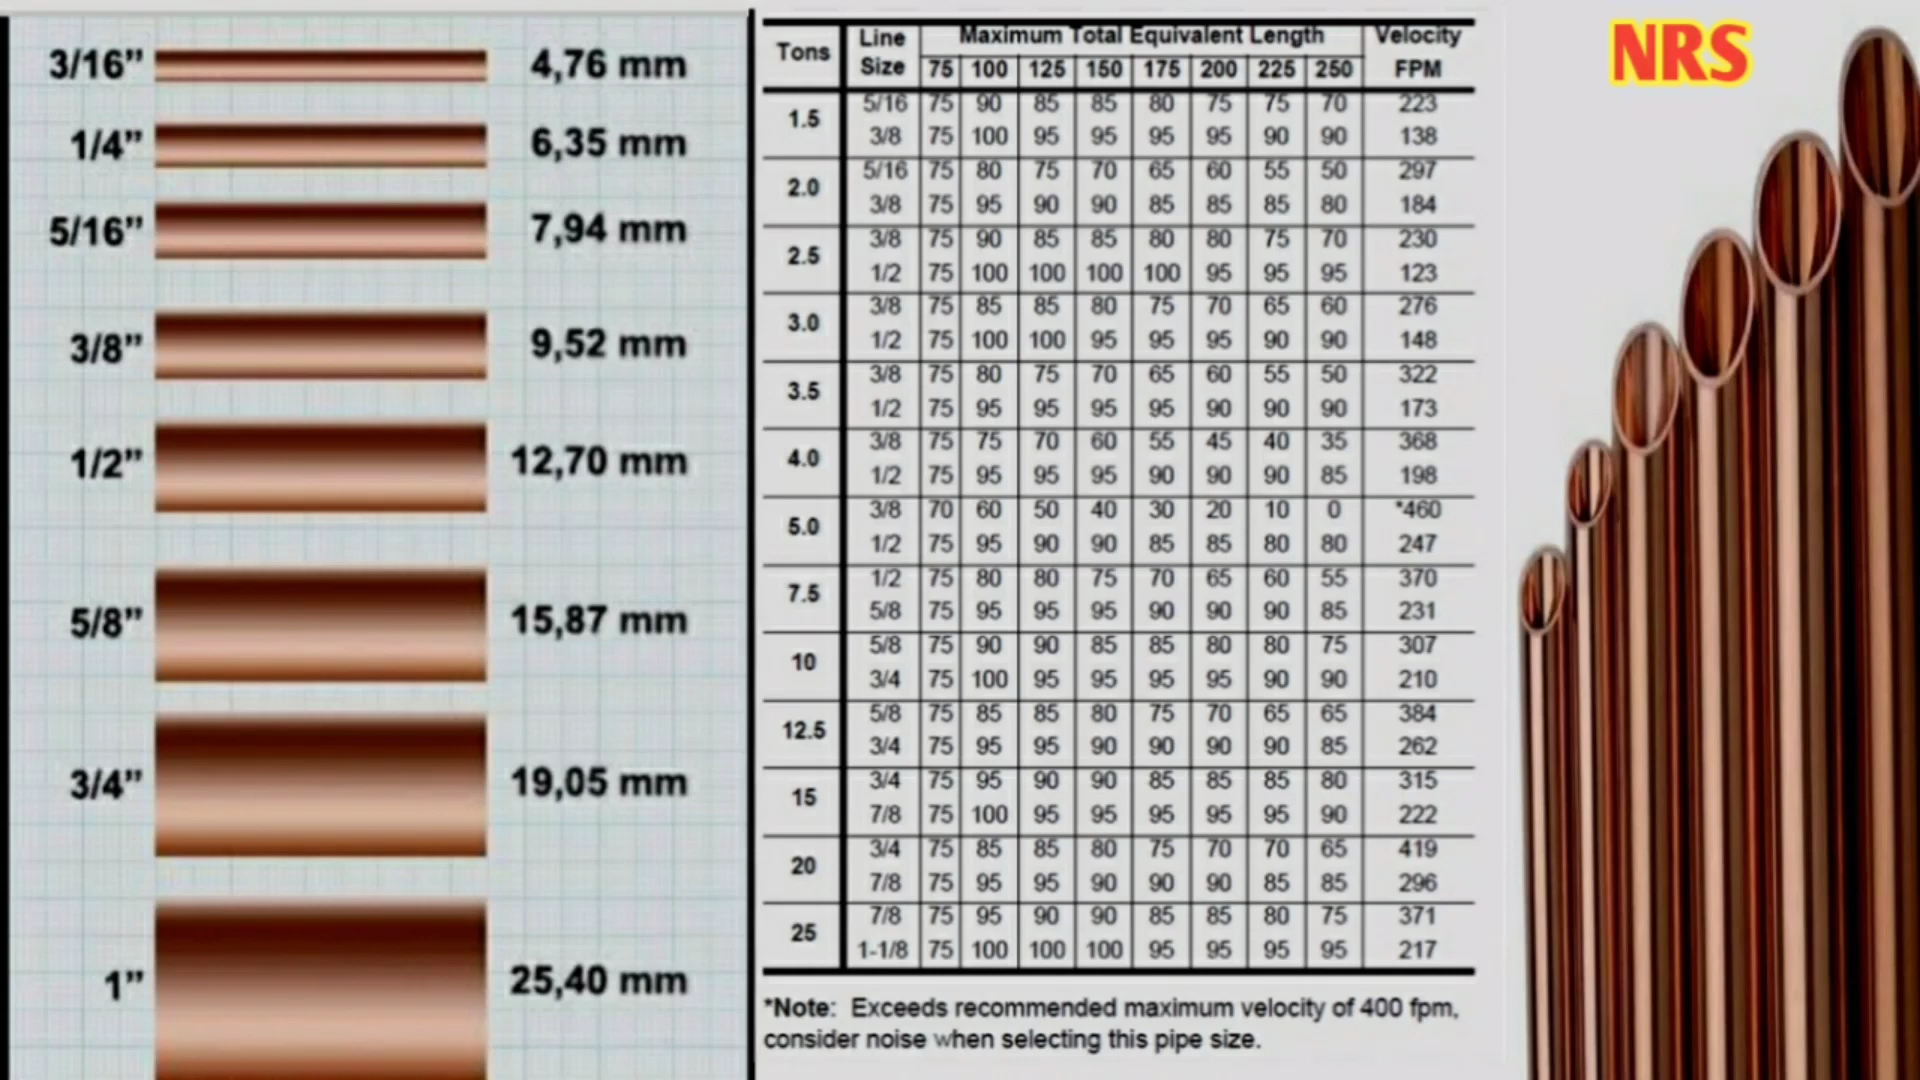 3/16” 4,76 mm
1/4” 6,35 mm
5/16” 7,94 mm
3/8” 9,52 mm
1/2” 12,70 mm
5/8” 15,87 mm
3/4” 19,05 mm
1” 25,40 mm
Tons Line Size Maximum Total Equivalent Length Velocity FPM
75 100 125 150 175 200 225 250
1.5 5/16 75 90 85 85 80 75 75 70 223
3/8 75 100 95 95 95 95 90 90 138
2.0 5/16 75 80 75 70 65 60 55 50 297
3/8 75 95 90 90 85 85 85 80 184
2.5 3/8 75 90 85 85 80 80 75 70 230
1/2 75 100 100 100 100 95 95 95 123
3.0 3/8 75 85 85 80 75 70 65 60 276
1/2 75 100 100 95 95 95 90 90 148
3.5 3/8 75 80 75 70 65 60 55 50 322
1/2 75 95 95 95 95 90 90 90 173
4.0 3/8 75 75 70 60 55 45 40 35 368
1/2 75 95 95 95 90 90 90 85 198
5.0 3/8 70 60 50 40 30 20 10 0 *460
1/2 75 95 90 90 85 85 80 80 247
7.5 1/2 75 80 80 75 70 65 60 55 370
5/8 75 95 95 95 90 90 90 85 231
10 5/8 75 90 90 85 85 80 80 75 307
3/4 75 100 95 95 95 95 90 90 210
12.5 5/8 75 85 85 80 75 70 65 65 384
3/4 75 95 95 90 90 90 90 85 262
15 3/4 75 95 90 90 85 85 85 80 315
7/8 75 100 95 95 95 95 95 90 222
20 3/4 75 85 85 80 75 70 70 65 419
7/8 75 95 95 90 90 90 85 85 296
25 7/8 75 95 90 90 85 85 80 75 371
1-1/8 75 100 100 100 95 95 95 95 217
*Note: Exceeds recommended maximum velocity of 400 fpm,
consider noise when selecting this pipe size.
NRS